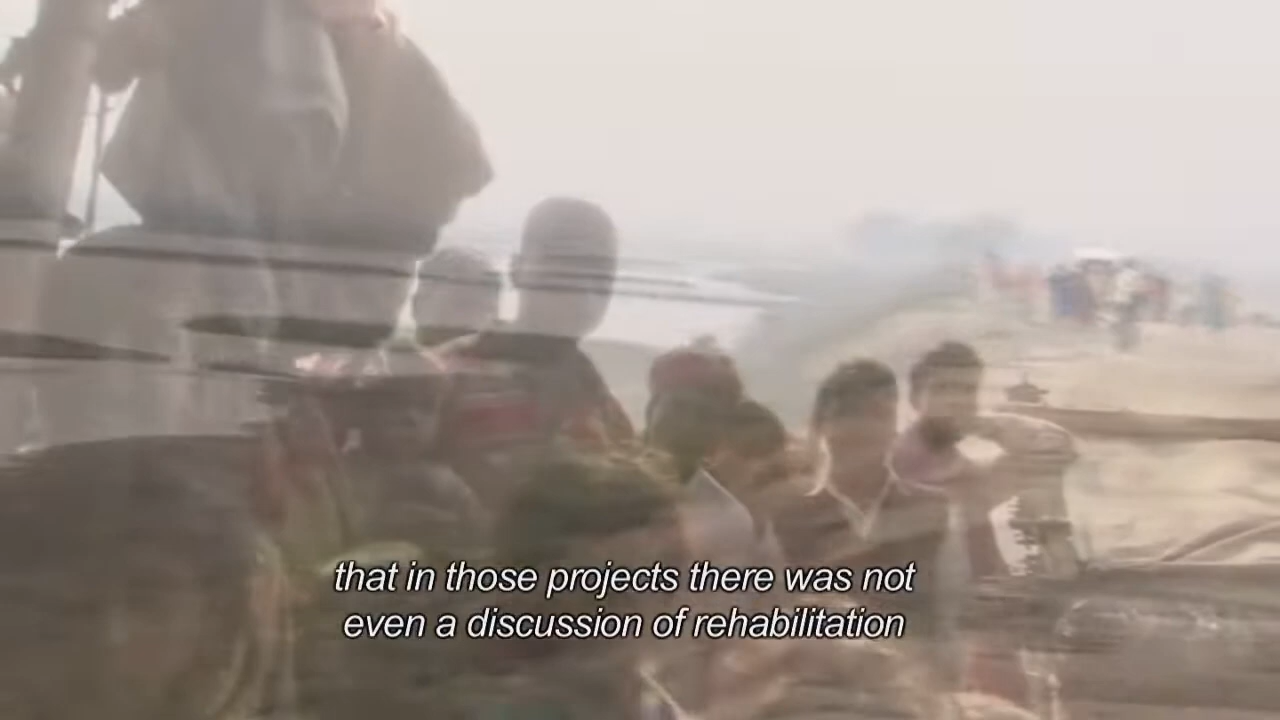 that in those projects there was not
even a discussion of rehabilitation